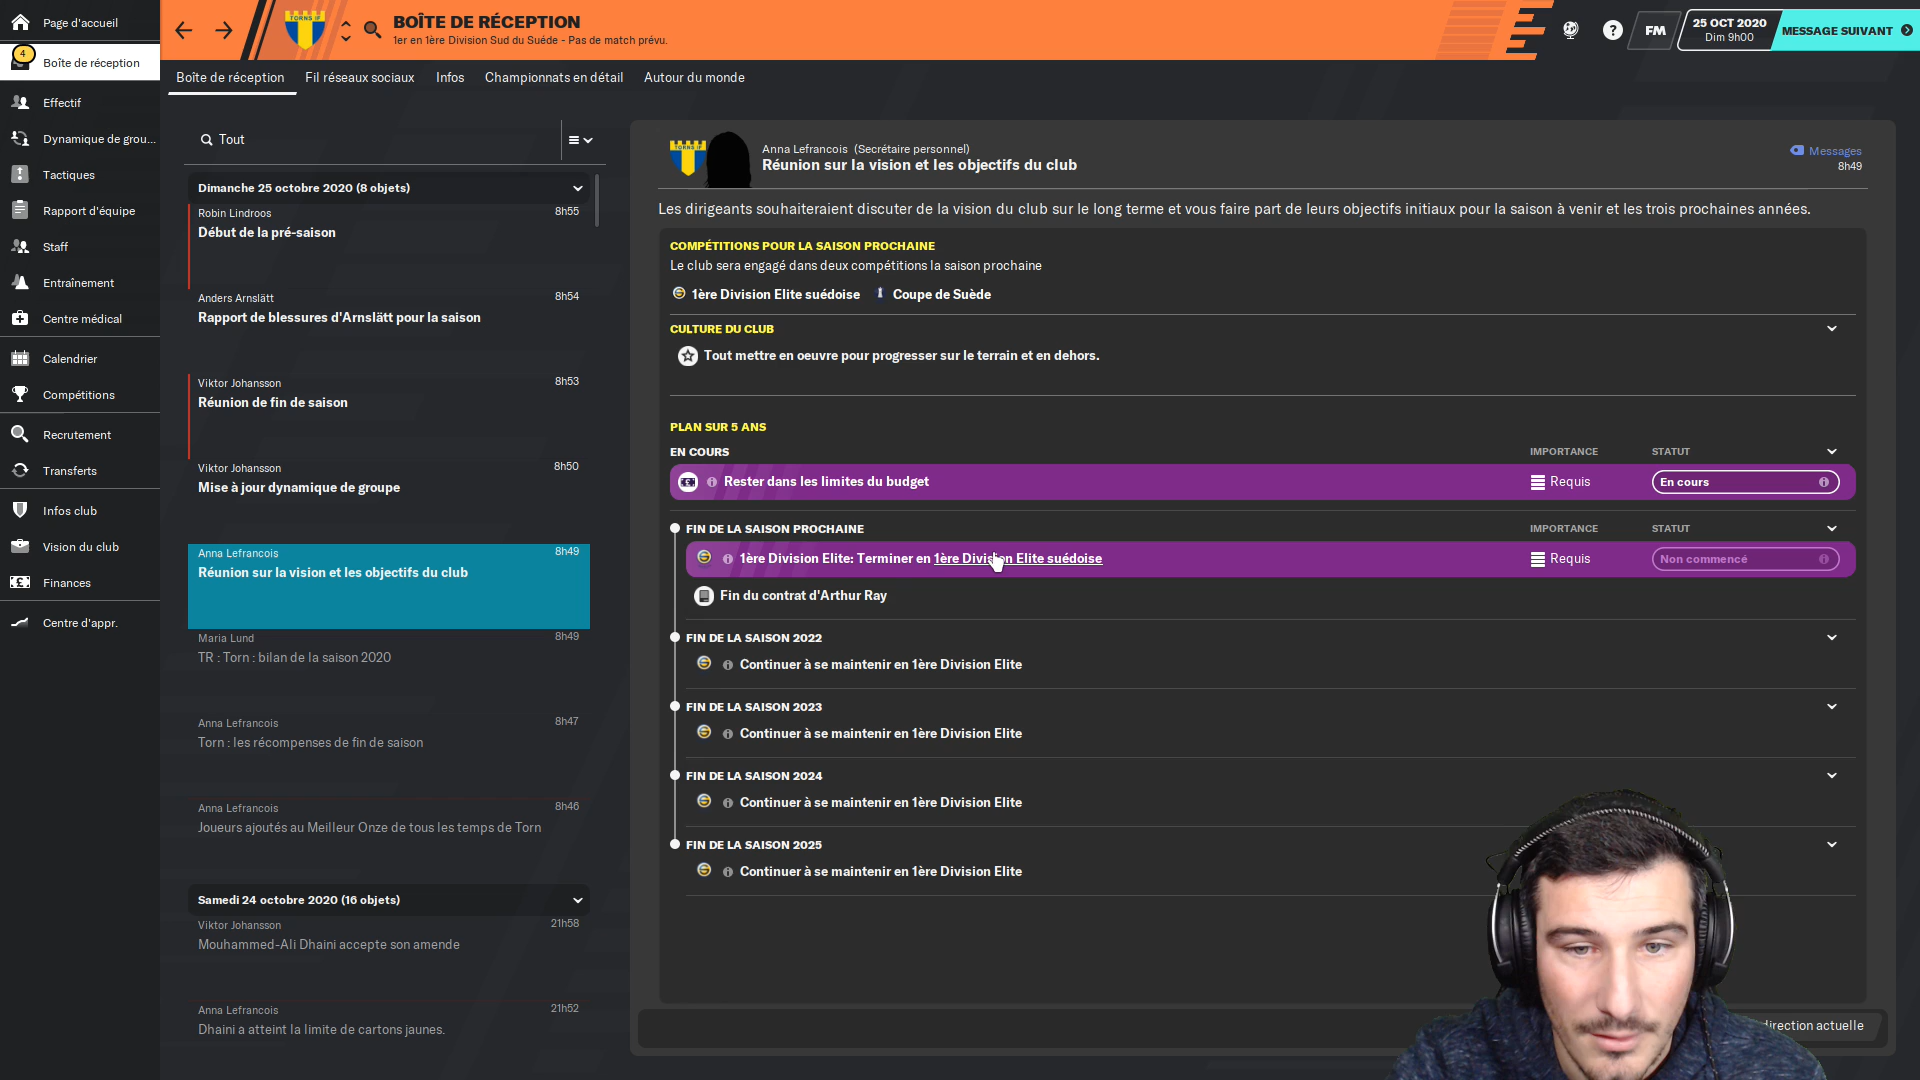 Page d'accueil
4
Boîte de réception
Effectif
Dynamique de grou...
Tactiques
Rapport d'équipe
Staff
Entraînement
Centre médical
Calendrier
Compétitions
Recrutement
Transferts
Infos club
Vision du club
Finances
Centre d'appr.
TORNS IF
BOÎTE DE RÉCEPTION
1er en 1ère Division Sud du Suéde - Pas de match prévu.
?
FM
25 OCT 2020
Dim 9h00
MESSAGE SUIVANT
Boîte de réception
Fil réseaux sociaux
Infos
Championnats en détail
Autour du monde
Tout
Dimanche 25 octobre 2020 (8 objets)
Robin Lindroos
8h55
Début de la pré-saison
Anders Arnslätt
8h54
Rapport de blessures d'Arnslätt pour la saison
Viktor Johansson
8h53
Réunion de fin de saison
Viktor Johansson
8h50
Mise à jour dynamique de groupe
Anna Lefrancois
8h49
Réunion sur la vision et les objectifs du club
Maria Lund
8h49
TR : Torn : bilan de la saison 2020
Anna Lefrancois
8h47
Torn : les récompenses de fin de saison
Anna Lefrancois
8h46
Joueurs ajoutés au Meilleur Onze de tous les temps de Torn
Samedi 24 octobre 2020 (16 objets)
Viktor Johansson
21h58
Mouhammed-Ali Dhaini accepte son amende
Anna Lefrancois
21h52
Dhaini a atteint la limite de cartons jaunes.
TORNS IF
Anna Lefrancois (Secrétaire personnel)
Réunion sur la vision et les objectifs du club
Messages
8h49
Les dirigeants souhaiteraient discuter de la vision du club sur le long terme et vous faire part de leurs objectifs initiaux pour la saison à venir et les trois prochaines années.
COMPÉTITIONS POUR LA SAISON PROCHAINE
Le club sera engagé dans deux compétitions la saison prochaine
1ère Division Elite suédoise
Coupe de Suède
CULTURE DU CLUB
Tout mettre en oeuvre pour progresser sur le terrain et en dehors.
PLAN SUR 5 ANS
EN COURS
IMPORTANCE
STATUT
Rester dans les limites du budget
Requis
En cours
FIN DE LA SAISON PROCHAINE
IMPORTANCE
STATUT
1ère Division Elite: Terminer en 1ère Division Elite suédoise
Requis
Non commencé
Fin du contrat d'Arthur Ray
FIN DE LA SAISON 2022
Continuer à se maintenir en 1ère Division Elite
FIN DE LA SAISON 2023
Continuer à se maintenir en 1ère Division Elite
FIN DE LA SAISON 2024
Continuer à se maintenir en 1ère Division Elite
FIN DE LA SAISON 2025
Continuer à se maintenir en 1ère Division Elite
direction actuelle